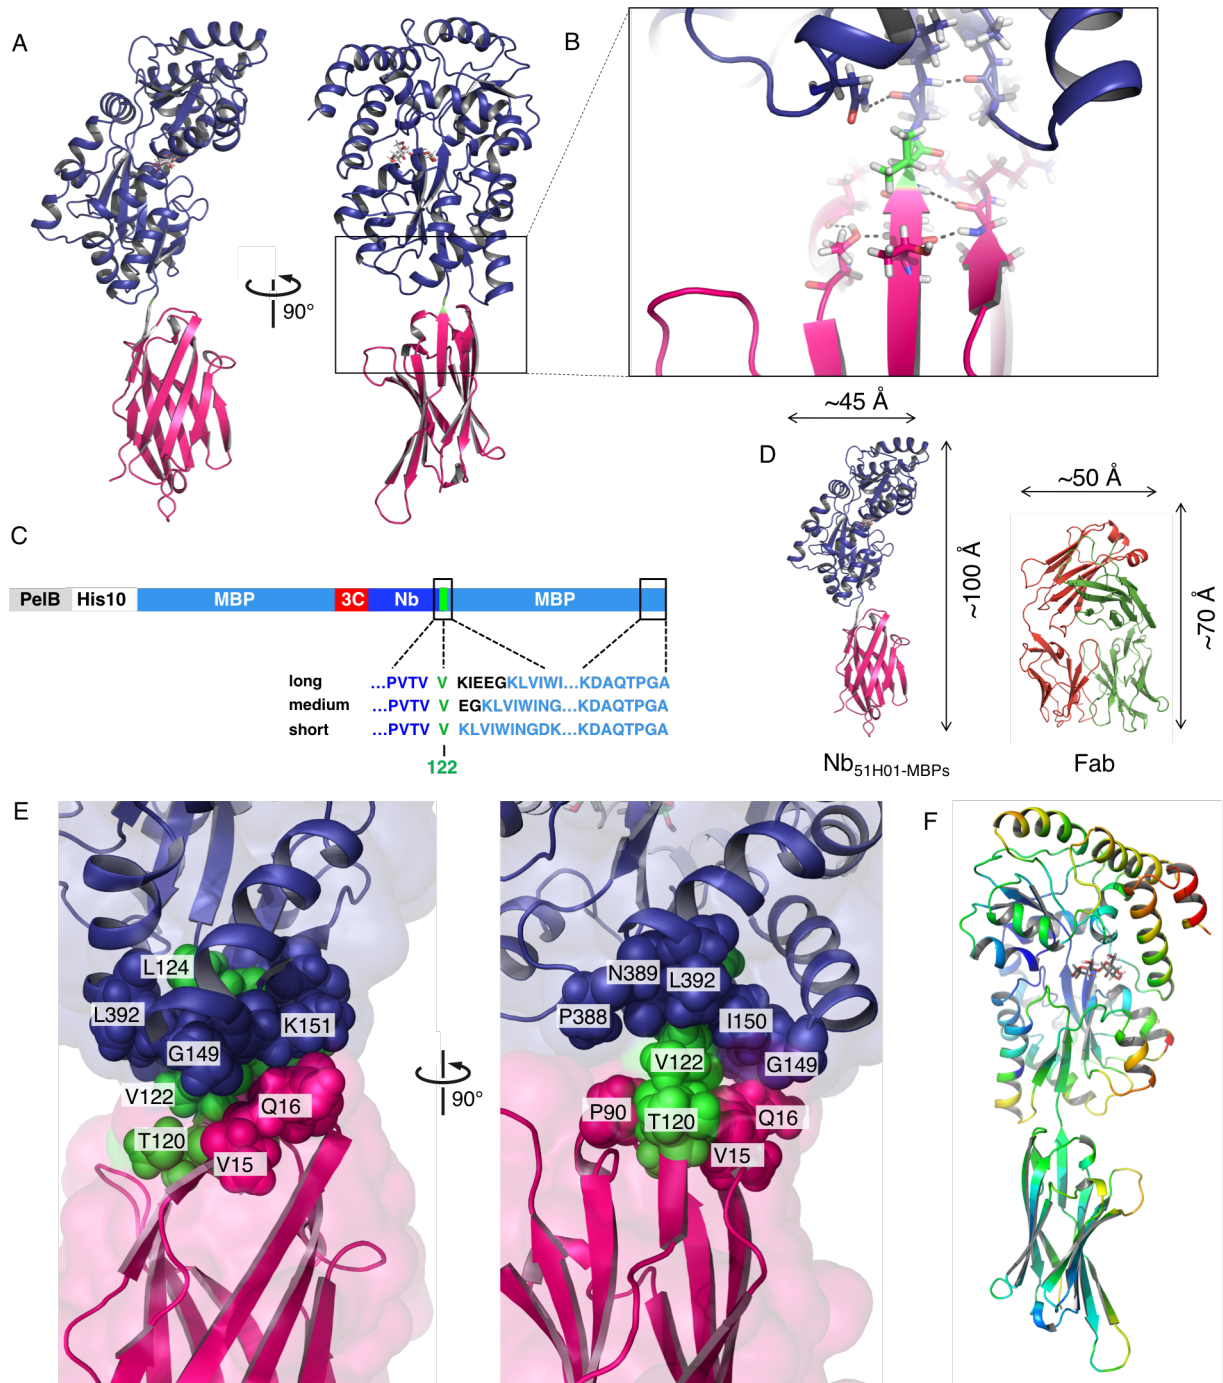 A
B
90°
~45 Å
D
~100 Å
~50 Å
~70 Å
Nb51H01-MBPs
Fab
C
PelB His10 MBP 3C Nb MBP
long ...PVTV V KIEEGKLVIWI...KDAQTPGA
medium ...PVTV V EGKLVIWING...KDAQTPGA
short ...PVTV V KLVIWINGDK...KDAQTPGA
122
E
L124
L392
K151
G149
V122
Q16
T120
V15
90°
N389
L392
P388
I150
V122
G149
P90
T120
Q16
V15
F